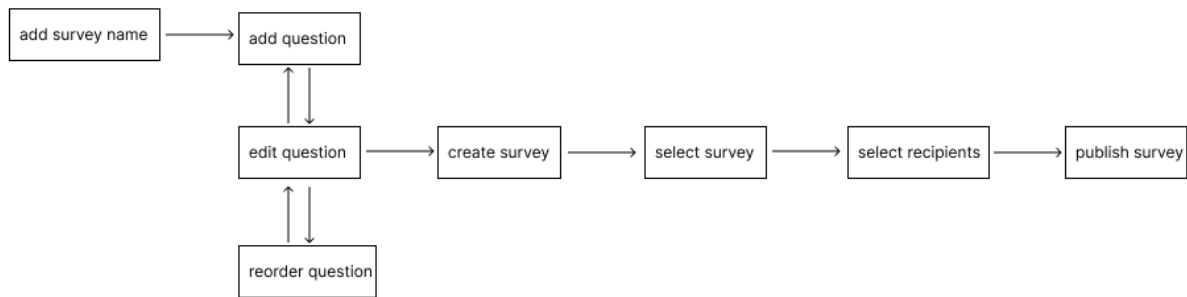 add survey name
add question
edit question
create survey
select survey
select recipients
publish survey
reorder question